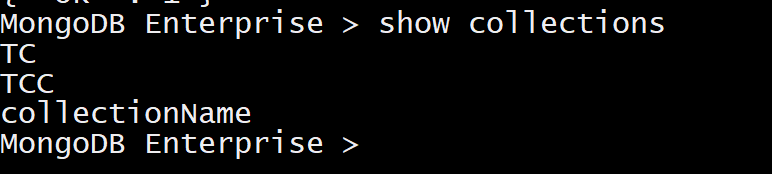 MongoDB Enterprise > show collections
TC
TCC
collectionName
MongoDB Enterprise >